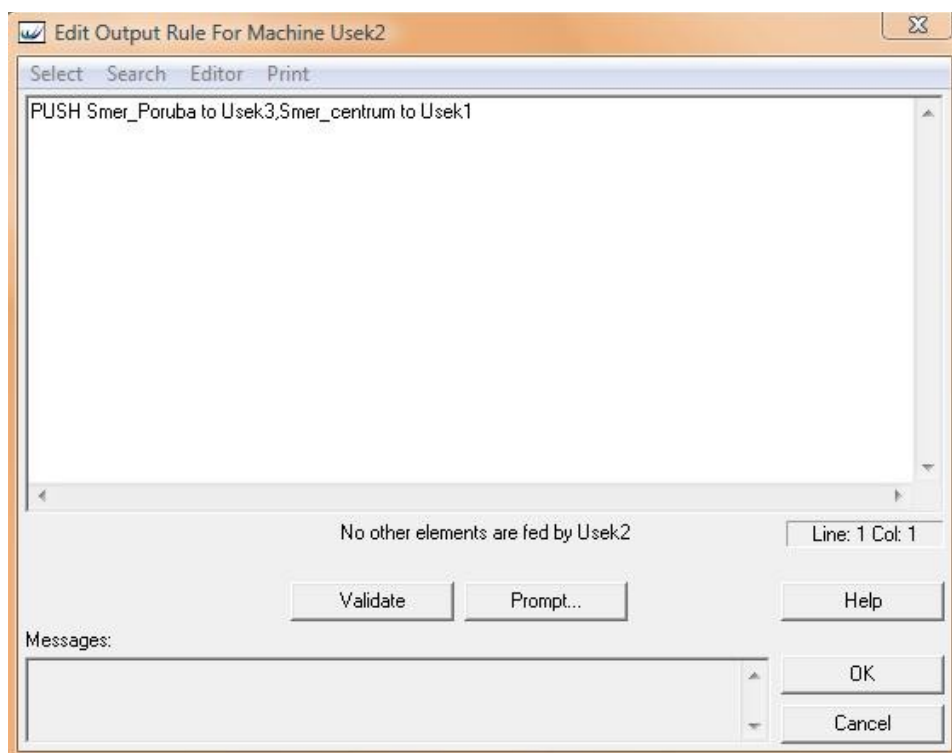 Edit Output Rule For Machine Usek2
Select Search Editor Print
PUSH Smer_Poruba to Usek3,Smer_centrum to Usek1
No other elements are fed by Usek2
Line: 1 Col: 1
Validate Prompt... Help
Messages:
OK
Cancel